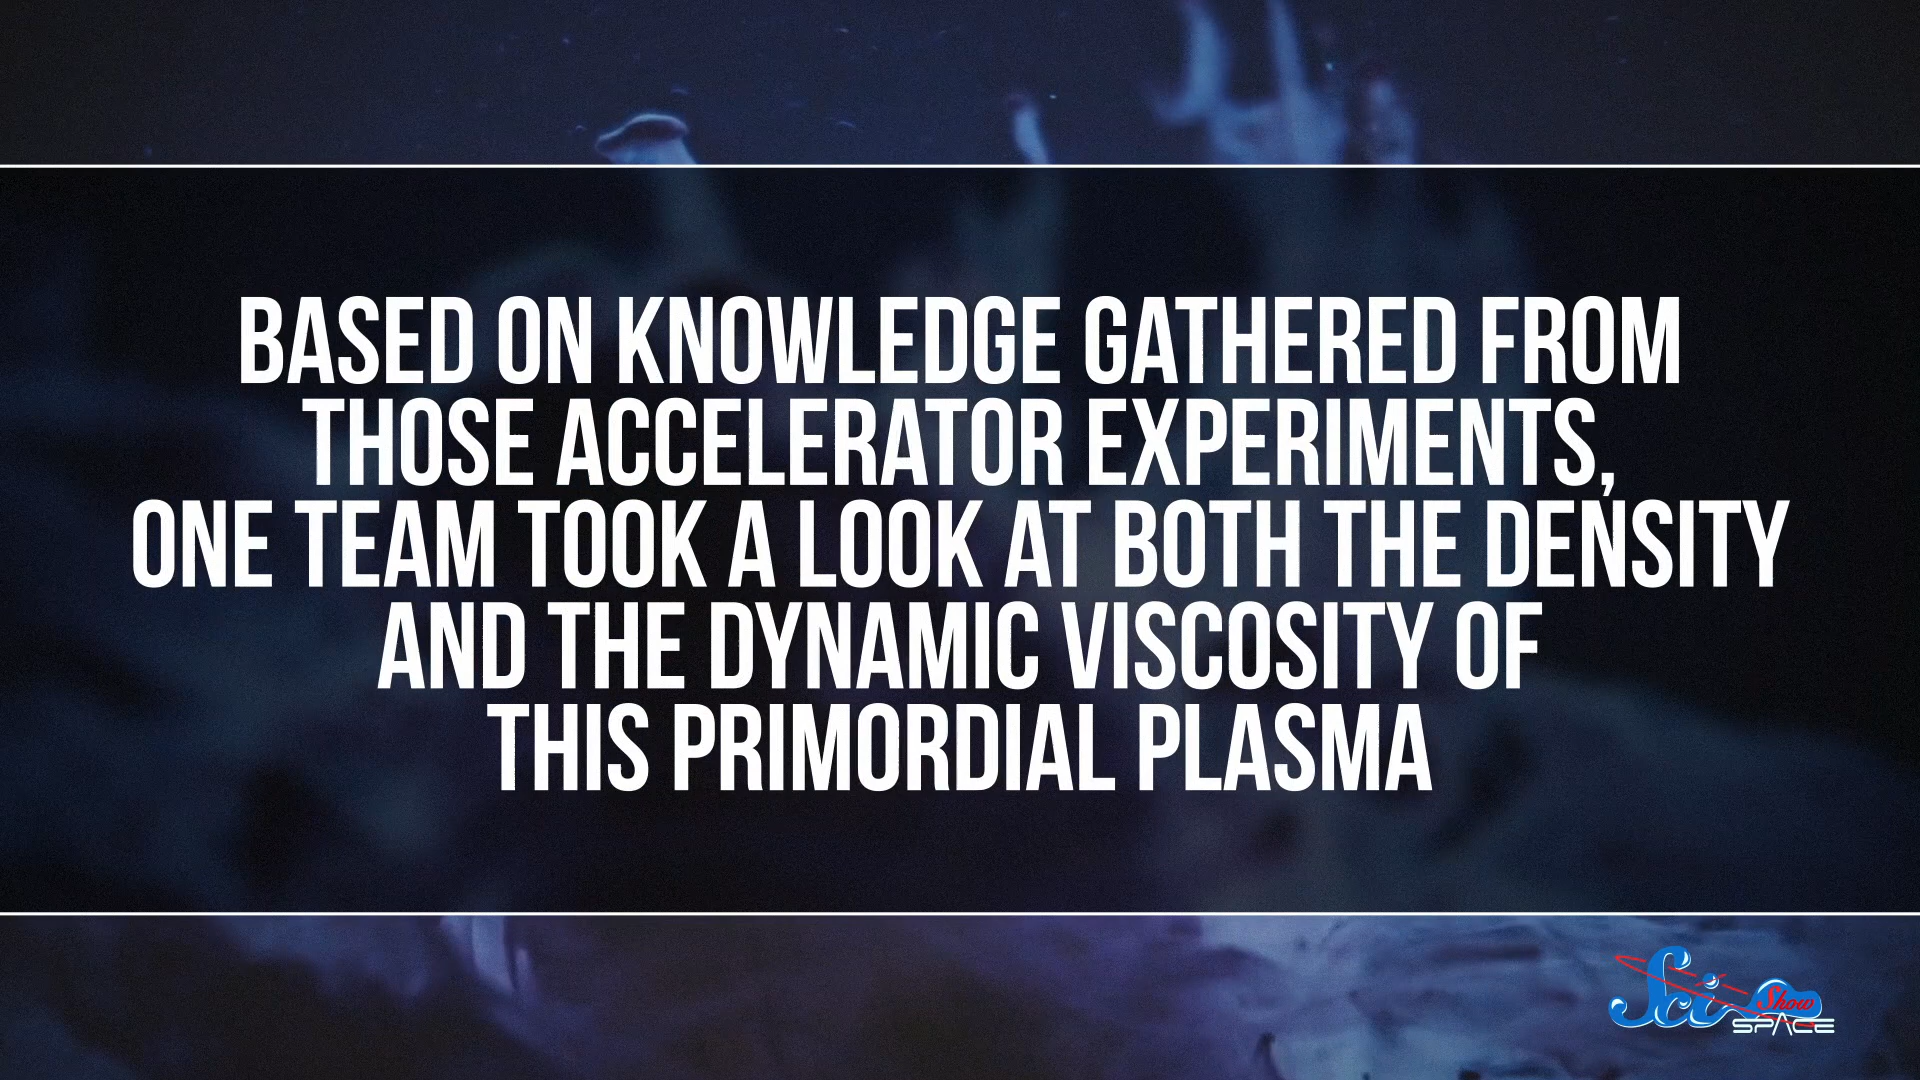 BASED ON KNOWLEDGE GATHERED FROM
THOSE ACCELERATOR EXPERIMENTS,
ONE TEAM TOOK A LOOK AT BOTH THE DENSITY
AND THE DYNAMIC VISCOSITY OF
THIS PRIMORDIAL PLASMA
Sci Show
SPACE